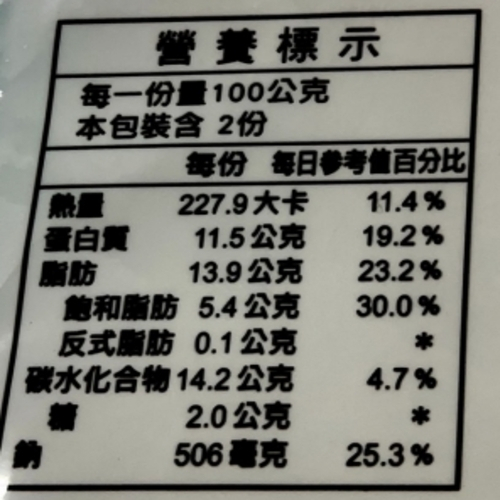 營養標示
每一份量100公克
本包裝含 2份
每份 每日參考值百分比
熱量 227.9大卡 11.4%
蛋白質 11.5公克 19.2%
脂肪 13.9公克 23.2%
飽和脂肪 5.4公克 30.0%
反式脂肪 0.1公克 *
碳水化合物 14.2公克 4.7%
糖 2.0公克 *
鈉 506毫克 25.3%